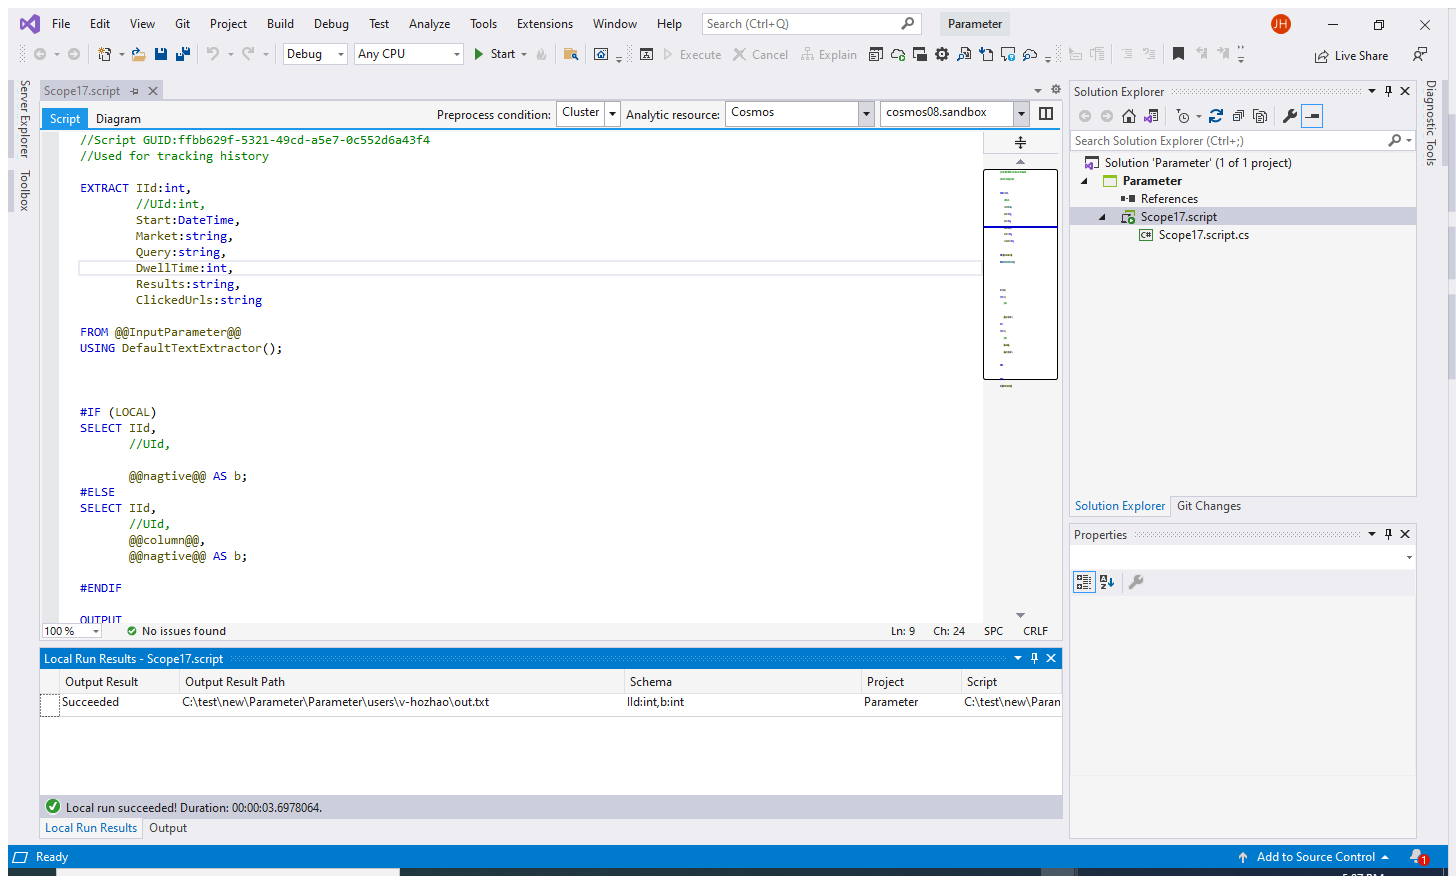 File Edit View Git Project Build Debug Test Analyze Tools Extensions Window Help Search (Ctrl+Q) Parameter JH
Debug Any CPU Start Execute Cancel Explain Live Share
Server Explorer
Toolbox
Scope17.script
Script Diagram Preprocess condition: Cluster Analytic resource: Cosmos cosmos08.sandbox
//Script GUID:ffbb629f-5321-49cd-a5e7-0c552d6a43f4
//Used for tracking history
EXTRACT IId:int,
//UId:int,
Start:DateTime,
Market:string,
Query:string,
DwellTime:int,
Results:string,
ClickedUrls:string
FROM @@InputParameter@@
USING DefaultTextExtractor();
#IF (LOCAL)
SELECT IId,
//UId,
@@nagtive@@ AS b;
#ELSE
SELECT IId,
//UId,
@@column@@,
@@nagtive@@ AS b;
#ENDIF
OUTPUT
100 % No issues found Ln: 9 Ch: 24 SPC CRLF
Local Run Results - Scope17.script
Output Result Output Result Path Schema Project Script
Succeeded C:\test\new\Parameter\Parameter\users\v-hozhao\out.txt IId:int,b:int Parameter C:\test\new\Paran
Local run succeeded! Duration: 00:00:03.6978064.
Local Run Results Output
Solution Explorer
Search Solution Explorer (Ctrl+;)
Solution 'Parameter' (1 of 1 project)
Parameter
References
Scope17.script
C# Scope17.script.cs
Solution Explorer Git Changes
Properties
Diagnostic Tools
Ready Add to Source Control 1